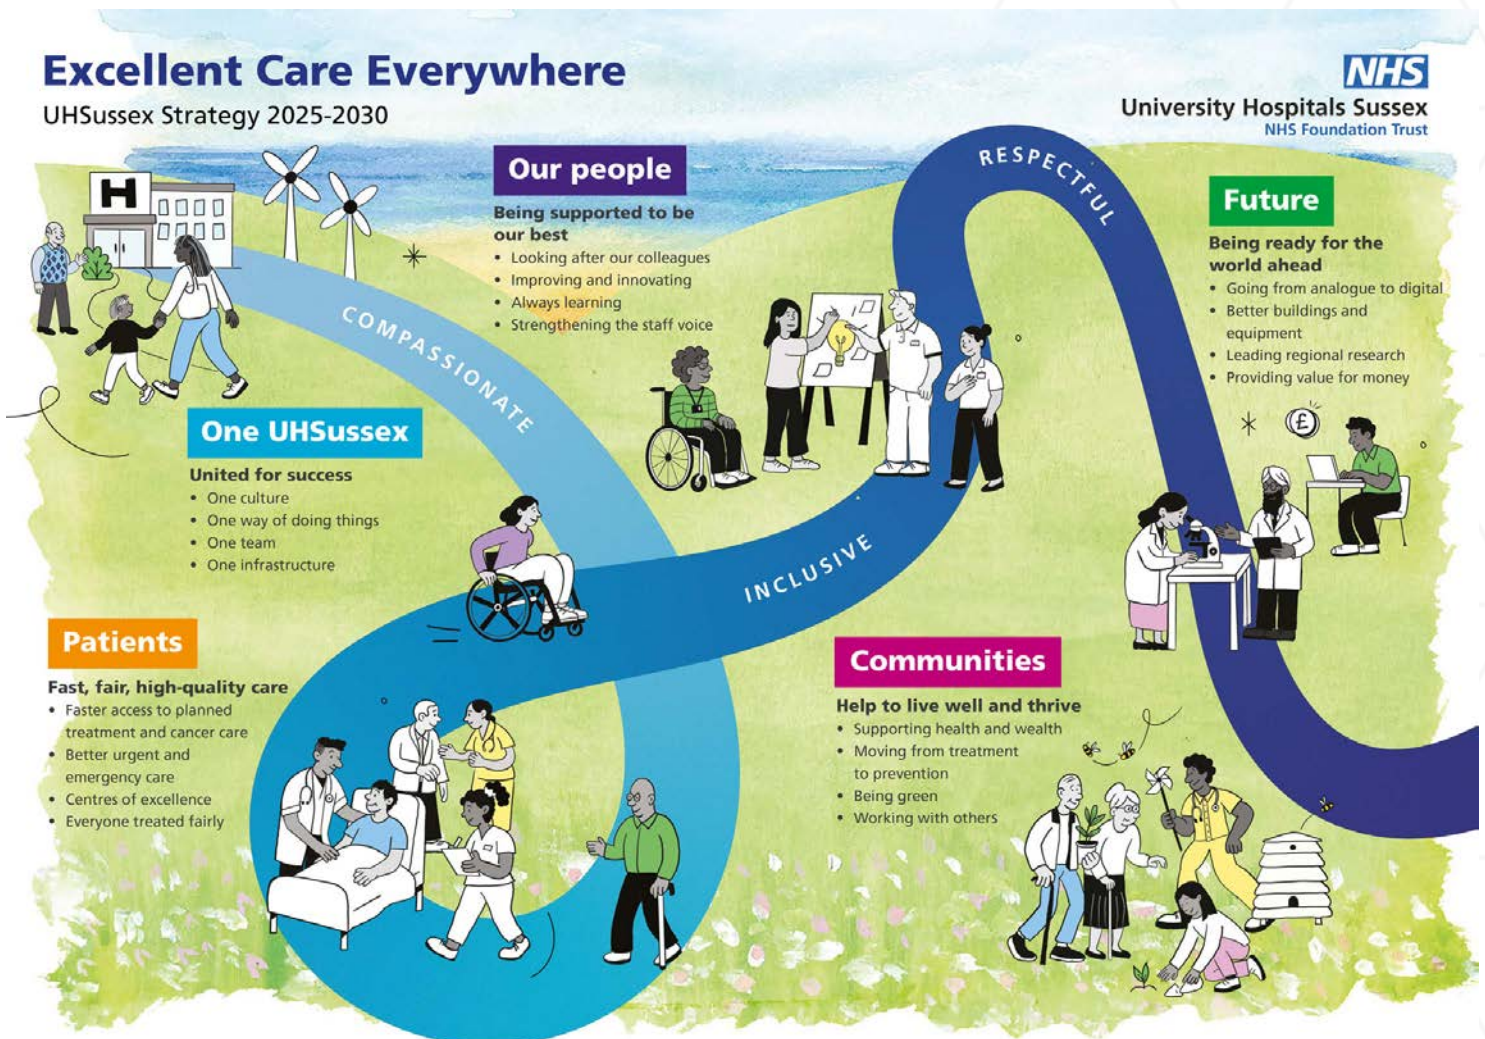 Excellent Care Everywhere
UHSussex Strategy 2025-2030
NHS
University Hospitals Sussex
NHS Foundation Trust
H
COMPASSIONATE
Our people
Being supported to be
our best
• Looking after our colleagues
• Improving and innovating
• Always learning
• Strengthening the staff voice
RESPECTFUL
Future
Being ready for the
world ahead
• Going from analogue to digital
• Better buildings and
equipment
• Leading regional research
• Providing value for money
£
One UHSussex
United for success
• One culture
• One way of doing things
• One team
• One infrastructure
INCLUSIVE
Patients
Fast, fair, high-quality care
• Faster access to planned
treatment and cancer care
• Better urgent and
emergency care
• Centres of excellence
• Everyone treated fairly
Communities
Help to live well and thrive
• Supporting health and wealth
• Moving from treatment
to prevention
• Being green
• Working with others